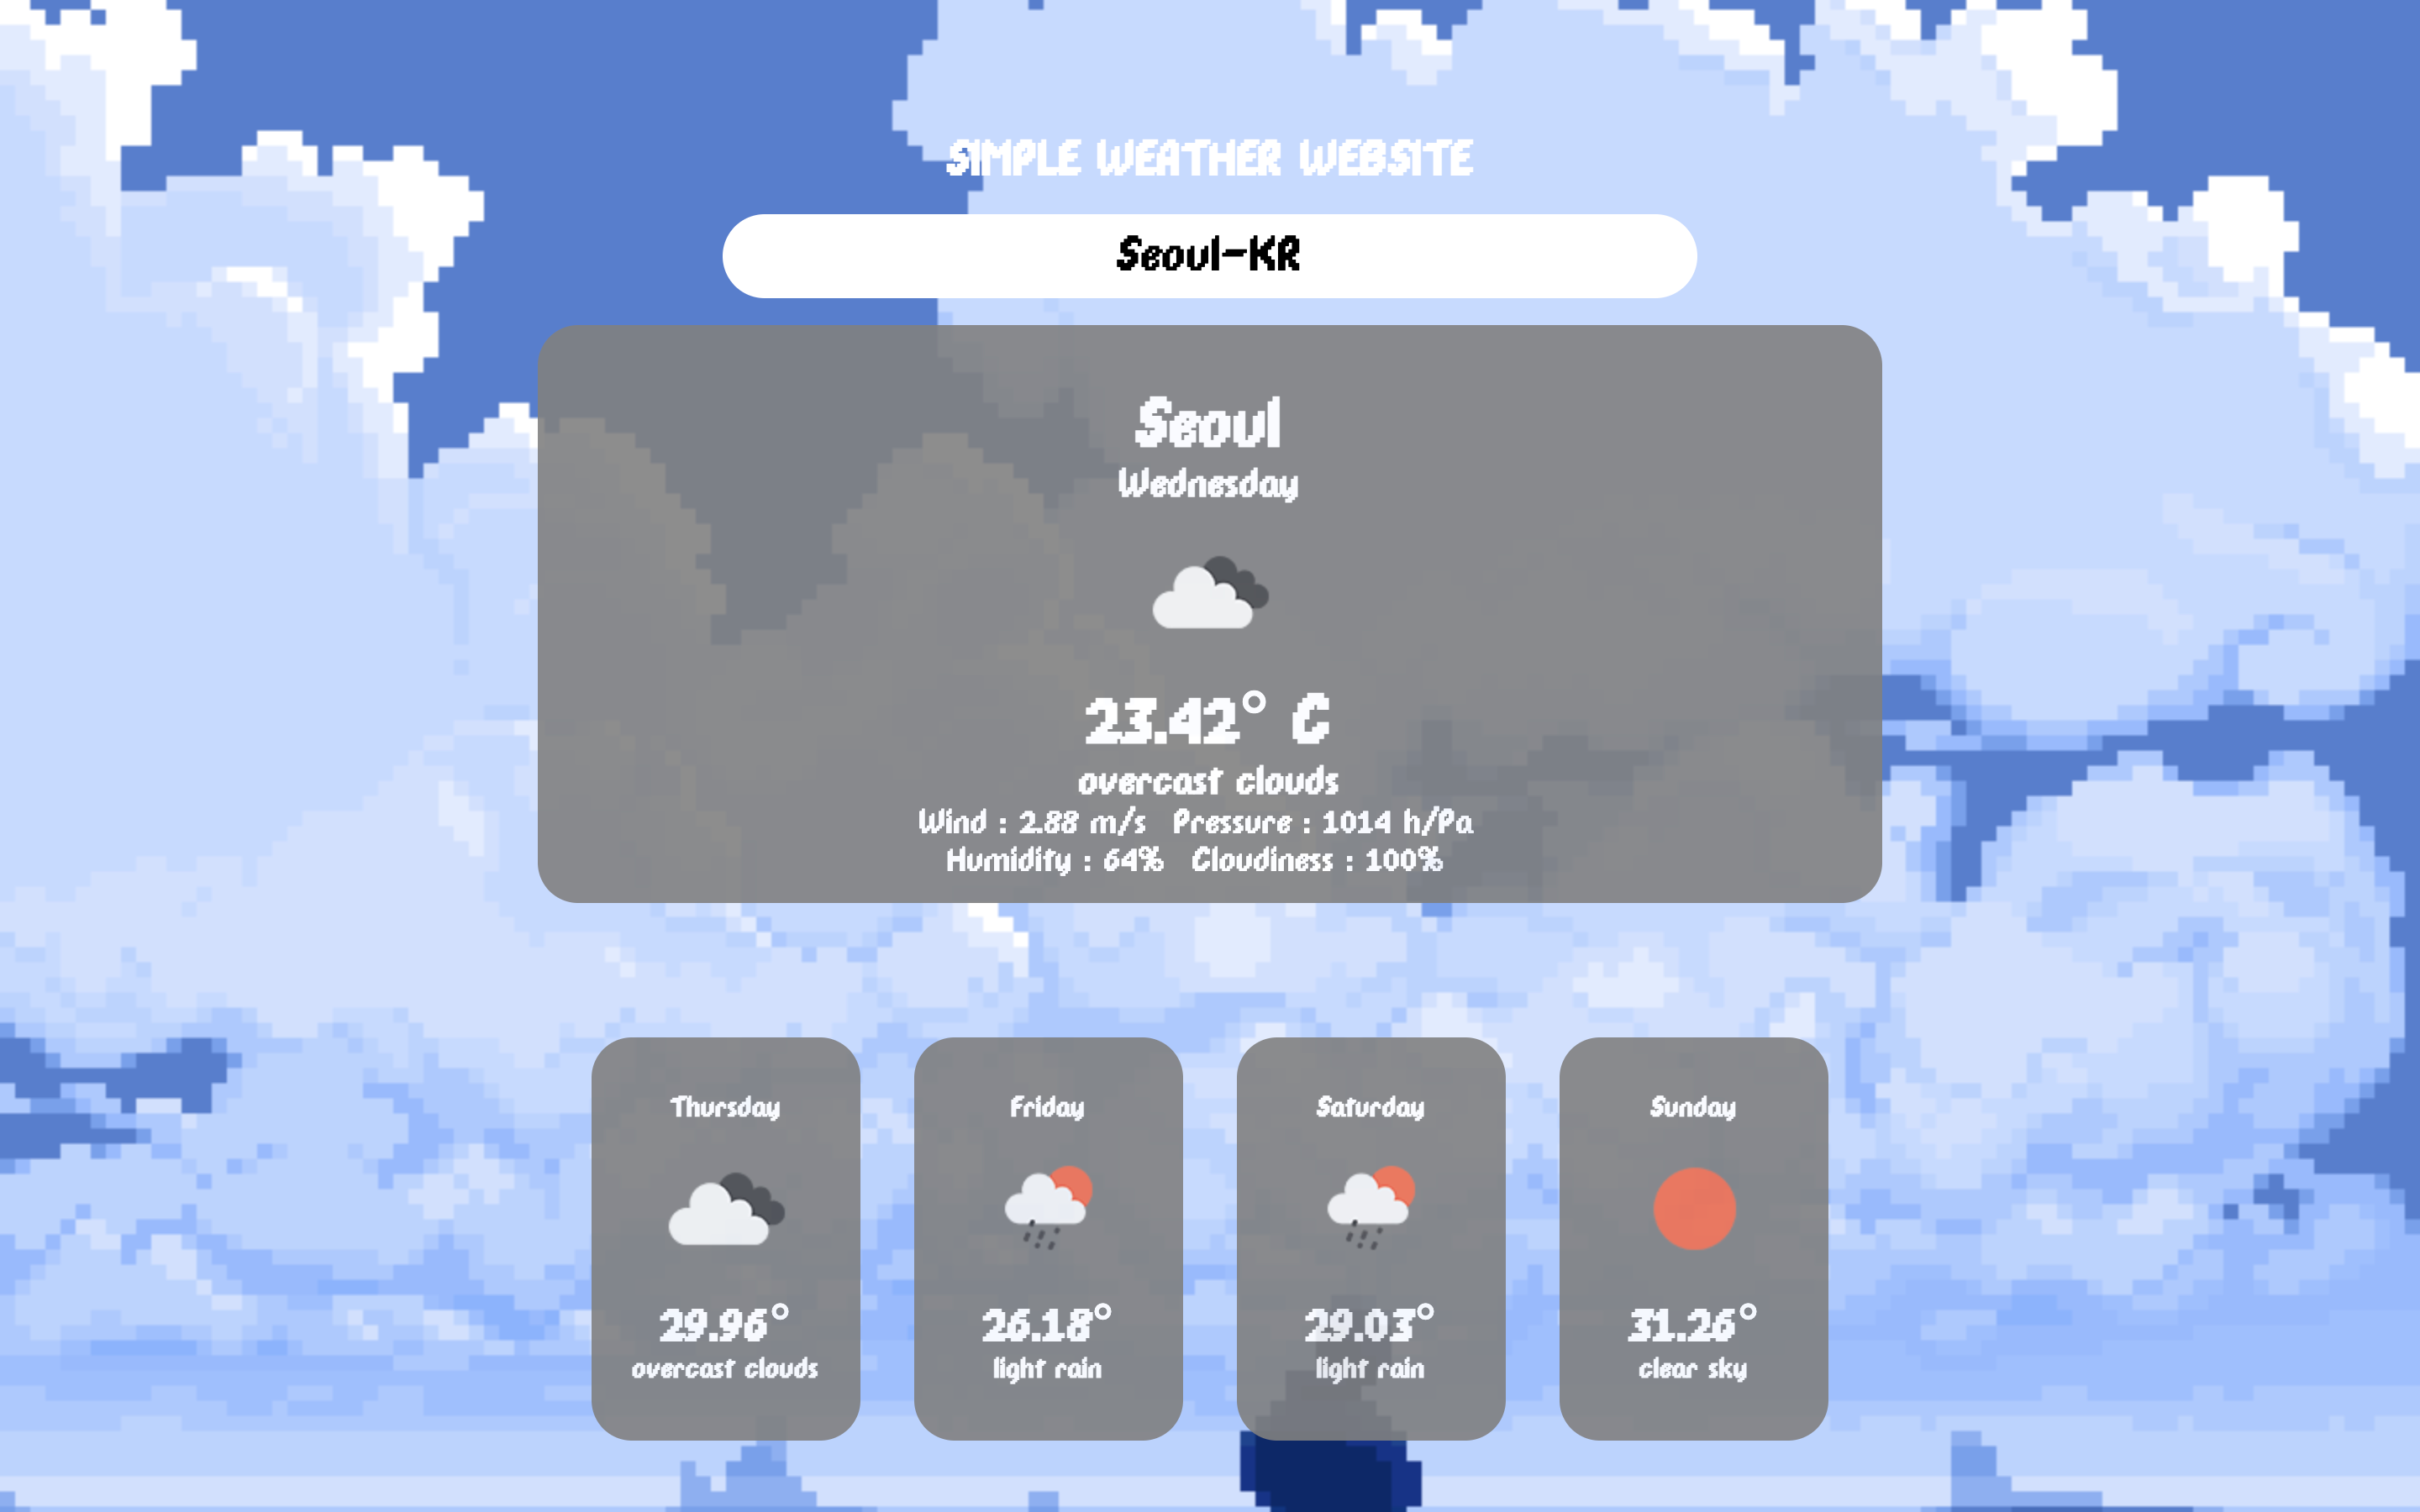 SIMPLE WEATHER WEBSITE
Seoul-KR
Seoul
Wednesday
23.42° C
overcast clouds
Wind : 2.88 m/s Pressure : 1014 h/Pa
Humidity : 64% Cloudiness : 100%
Thursday
29.96°
overcast clouds
Friday
26.18°
light rain
Saturday
29.03°
light rain
Sunday
31.26°
clear sky